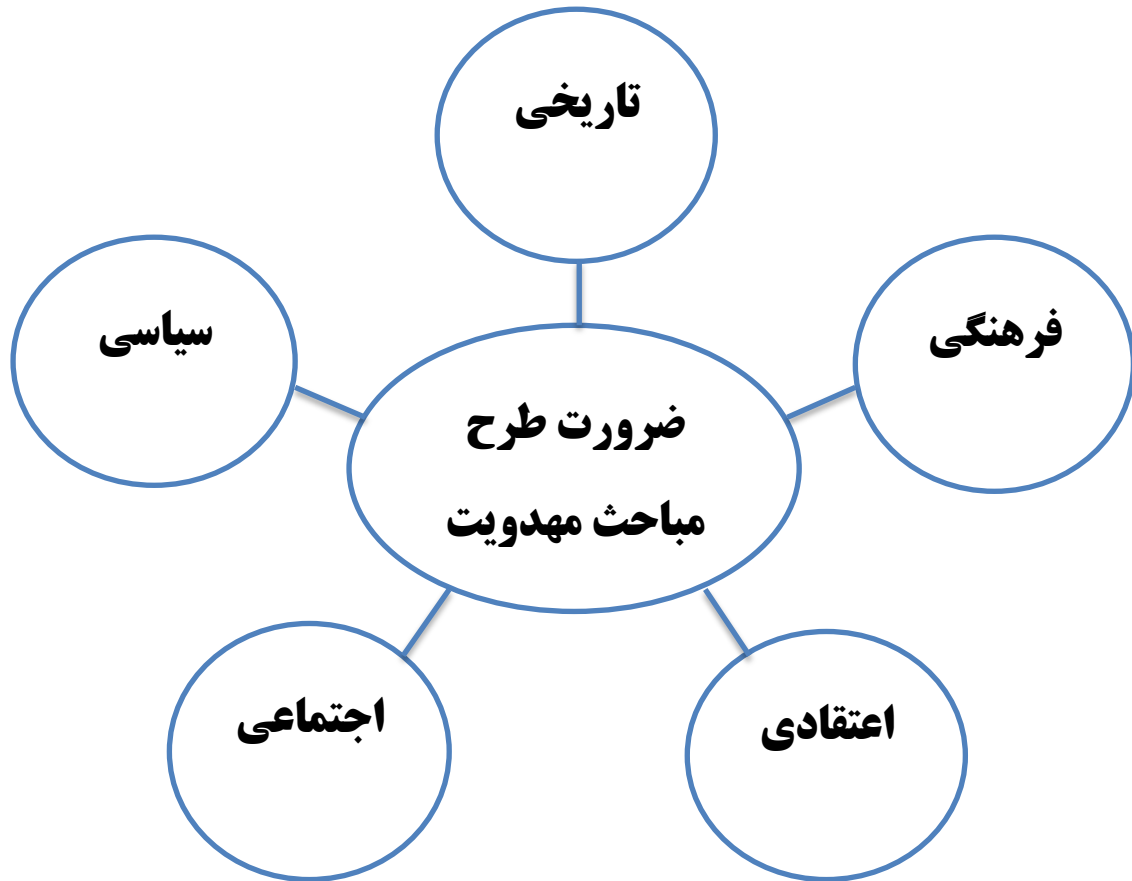 تاریخی
فرهنگی
سیاسی
ضرورت طرح
مباحث مهدویت
اعتقادی
اجتماعی